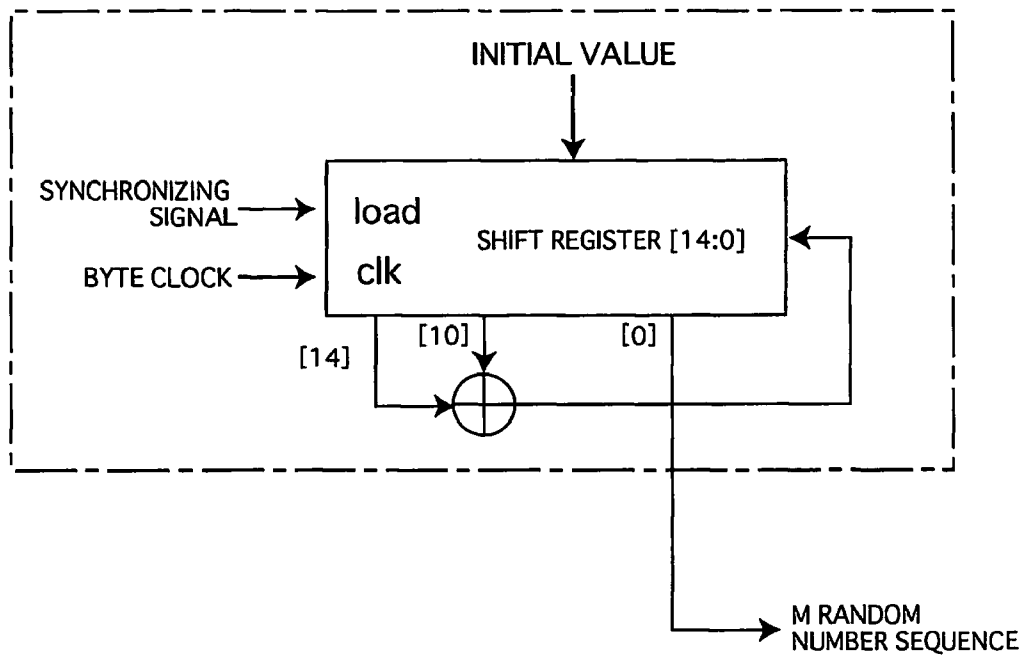 INITIAL VALUE
SYNCHRONIZING
SIGNAL
load
SHIFT REGISTER [14:0]
BYTE CLOCK
clk
[14]
[10]
[0]
M RANDOM
NUMBER SEQUENCE